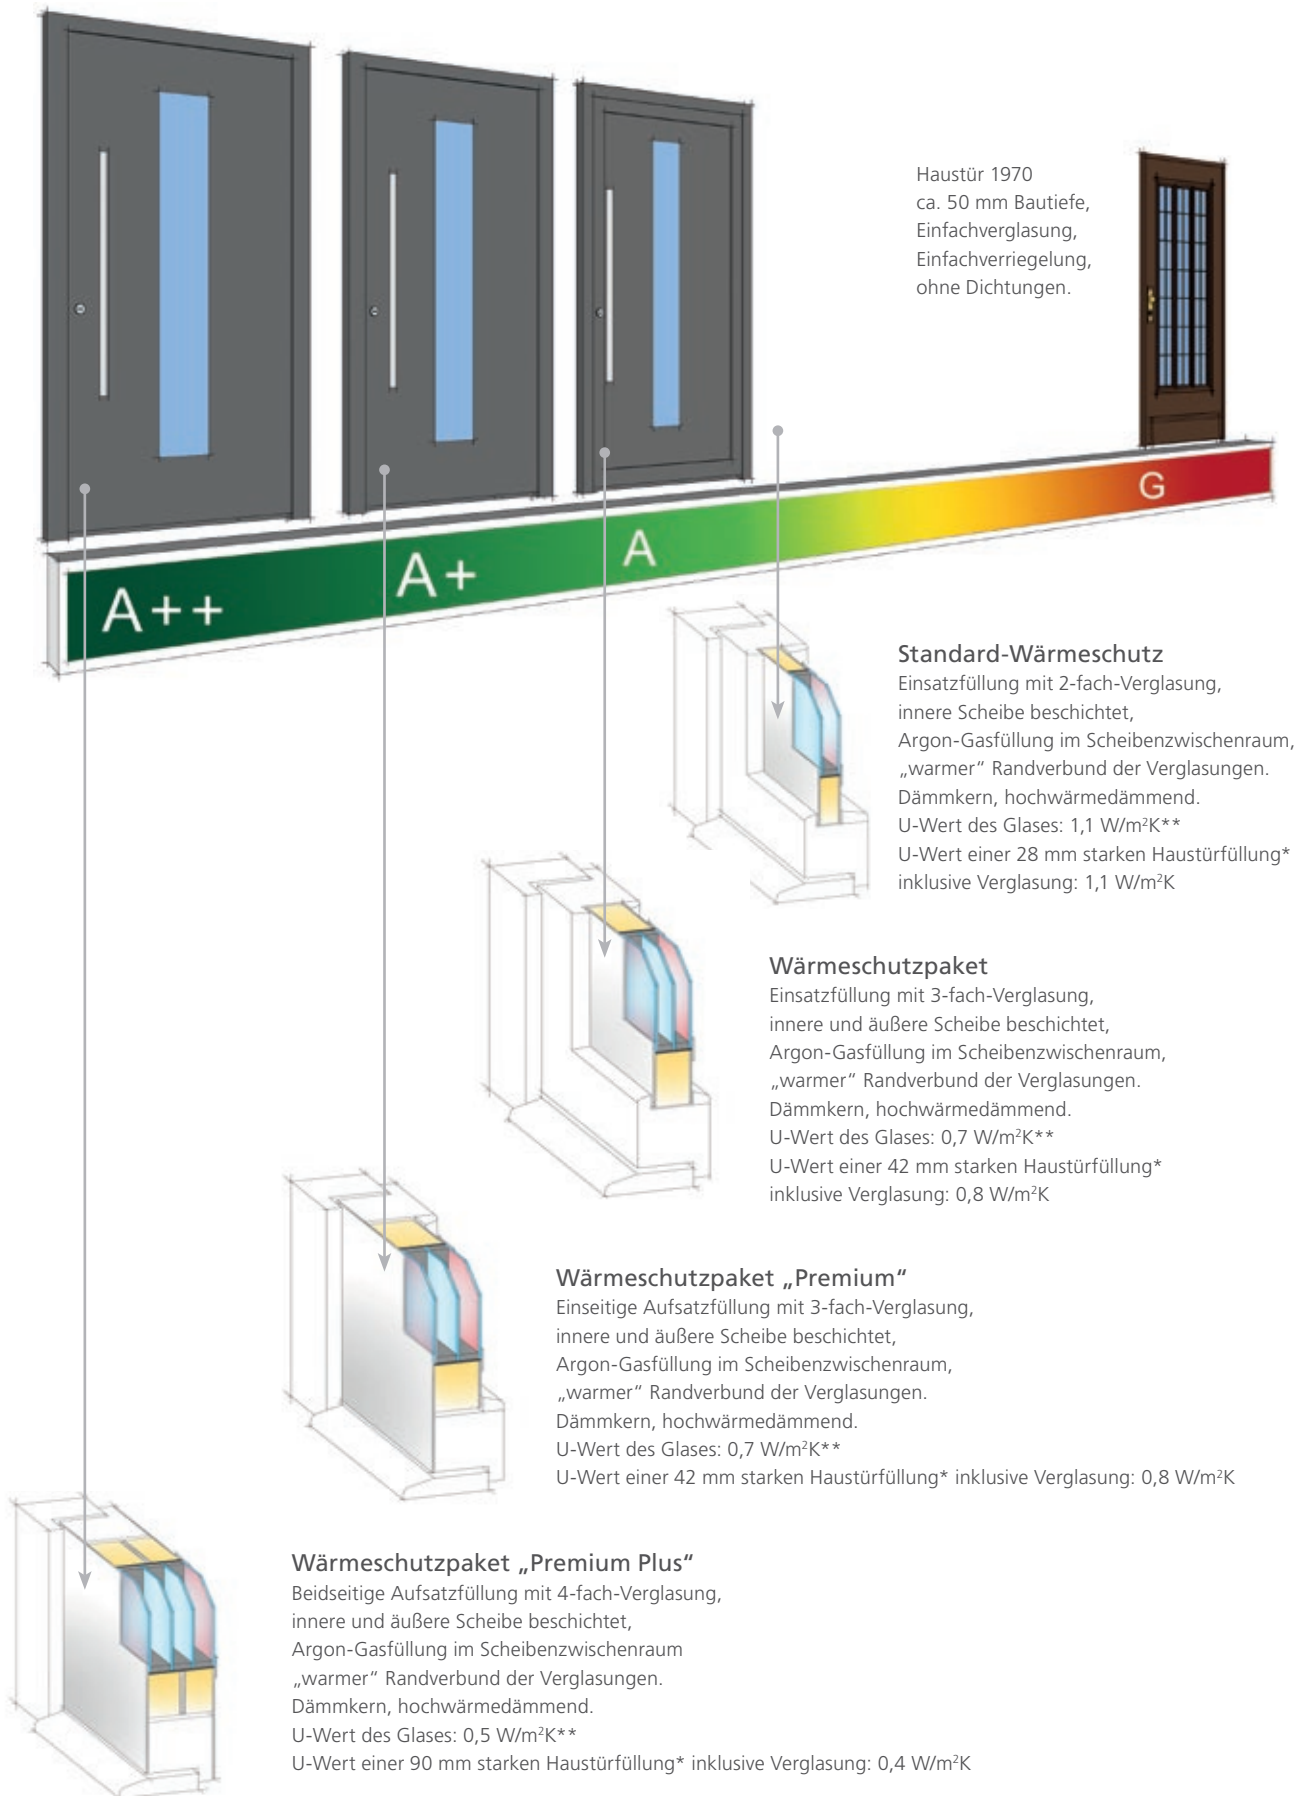 Haustür 1970
ca. 50 mm Bautiefe,
Einfachverglasung,
Einfachverriegelung,
ohne Dichtungen.
A++
A+
A
G
Standard-Wärmeschutz
Einsatzfüllung mit 2-fach-Verglasung,
innere Scheibe beschichtet,
Argon-Gasfüllung im Scheibenzwischenraum,
„warmer“ Randverbund der Verglasungen.
Dämmkern, hochwärmedämmend.
U-Wert des Glases: 1,1 W/m²K**
U-Wert einer 28 mm starken Haustürfüllung*
inklusive Verglasung: 1,1 W/m²K
Wärmeschutzpaket
Einsatzfüllung mit 3-fach-Verglasung,
innere und äußere Scheibe beschichtet,
Argon-Gasfüllung im Scheibenzwischenraum,
„warmer“ Randverbund der Verglasungen.
Dämmkern, hochwärmedämmend.
U-Wert des Glases: 0,7 W/m²K**
U-Wert einer 42 mm starken Haustürfüllung*
inklusive Verglasung: 0,8 W/m²K
Wärmeschutzpaket „Premium“
Einseitige Aufsatzfüllung mit 3-fach-Verglasung,
innere und äußere Scheibe beschichtet,
Argon-Gasfüllung im Scheibenzwischenraum,
„warmer“ Randverbund der Verglasungen.
Dämmkern, hochwärmedämmend.
U-Wert des Glases: 0,7 W/m²K**
U-Wert einer 42 mm starken Haustürfüllung* inklusive Verglasung: 0,8 W/m²K
Wärmeschutzpaket „Premium Plus“
Beidseitige Aufsatzfüllung mit 4-fach-Verglasung,
innere und äußere Scheibe beschichtet,
Argon-Gasfüllung im Scheibenzwischenraum
„warmer“ Randverbund der Verglasungen.
Dämmkern, hochwärmedämmend.
U-Wert des Glases: 0,5 W/m²K**
U-Wert einer 90 mm starken Haustürfüllung* inklusive Verglasung: 0,4 W/m²K